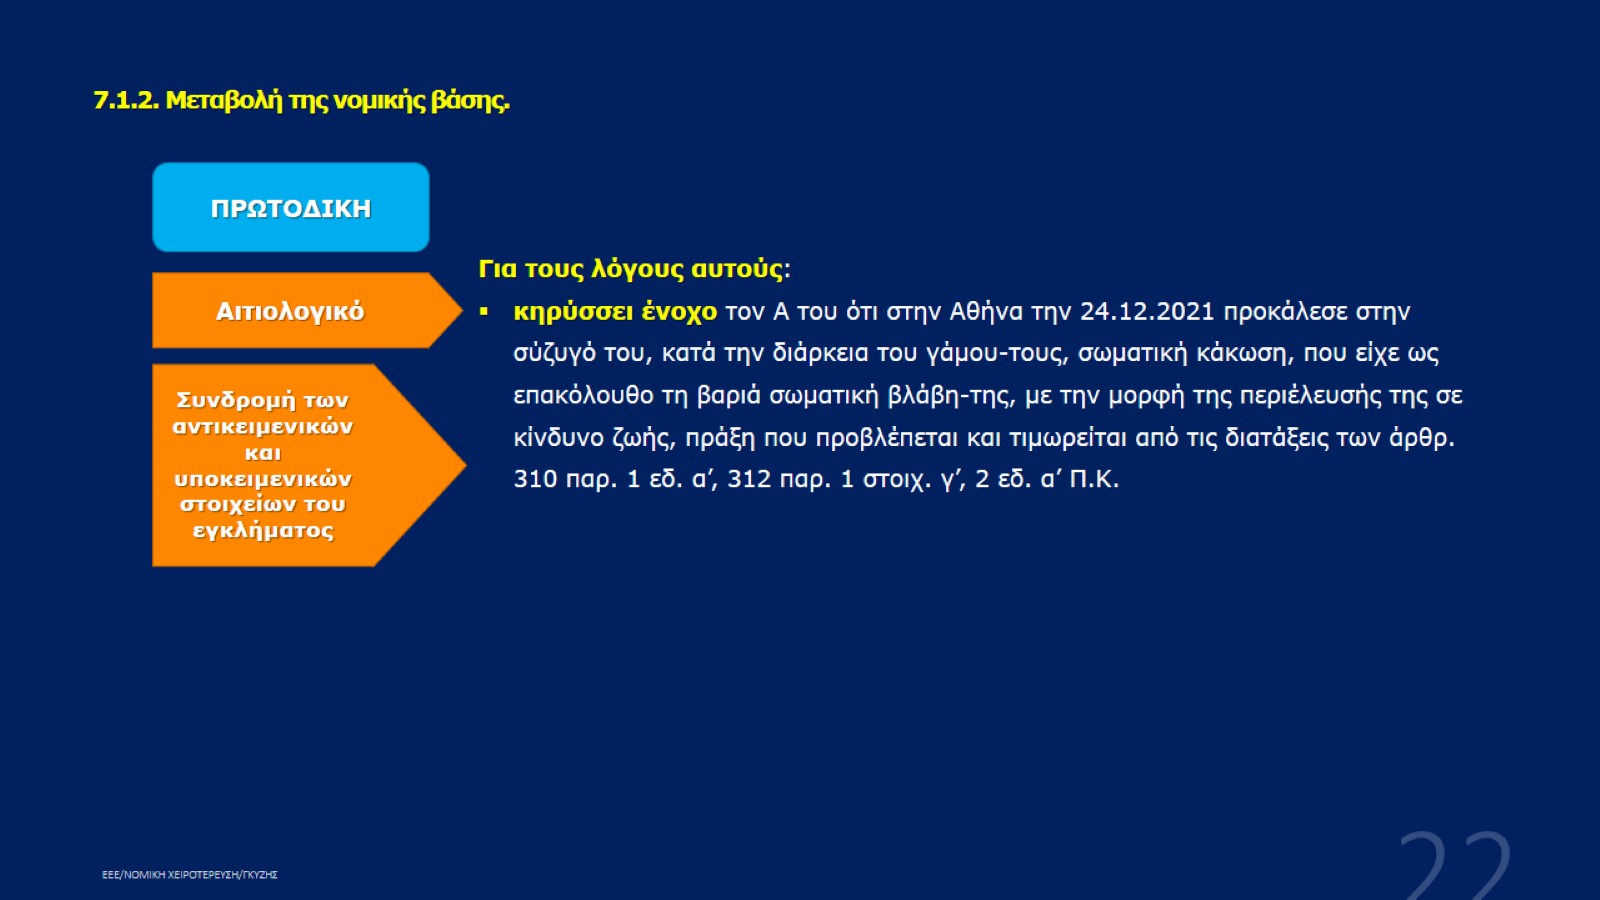 7.1.2. Μεταβολή της νομικής βάσης.
ΠΡΩΤΟΔΙΚΗ
Αιτιολογικό
Συνδρομή των
αντικειμενικών
και
υποκειμενικών
στοιχείων του
εγκλήματος
Για τους λόγους αυτούς:
▪ κηρύσσει ένοχο τον Α του ότι στην Αθήνα την 24.12.2021 προκάλεσε στην
σύζυγό του, κατά την διάρκεια του γάμου-τους, σωματική κάκωση, που είχε ως
επακόλουθο τη βαριά σωματική βλάβη-της, με την μορφή της περιέλευσής της σε
κίνδυνο ζωής, πράξη που προβλέπεται και τιμωρείται από τις διατάξεις των άρθρ.
310 παρ. 1 εδ. α’, 312 παρ. 1 στοιχ. γ’, 2 εδ. α’ Π.Κ.
ΕΕΕ/ΝΟΜΙΚΗ ΧΕΙΡΟΤΕΡΕΥΣΗ/ΓΚΥΖΗΣ
22